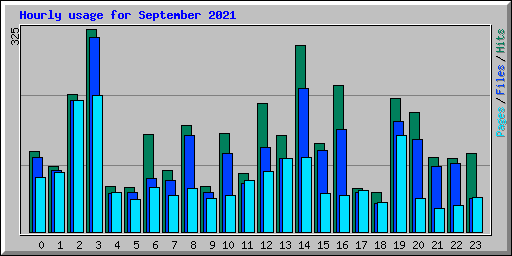 Hourly usage for September 2021
325
Pages / Files / Hits
0 1 2 3 4 5 6 7 8 9 10 11 12 13 14 15 16 17 18 19 20 21 22 23